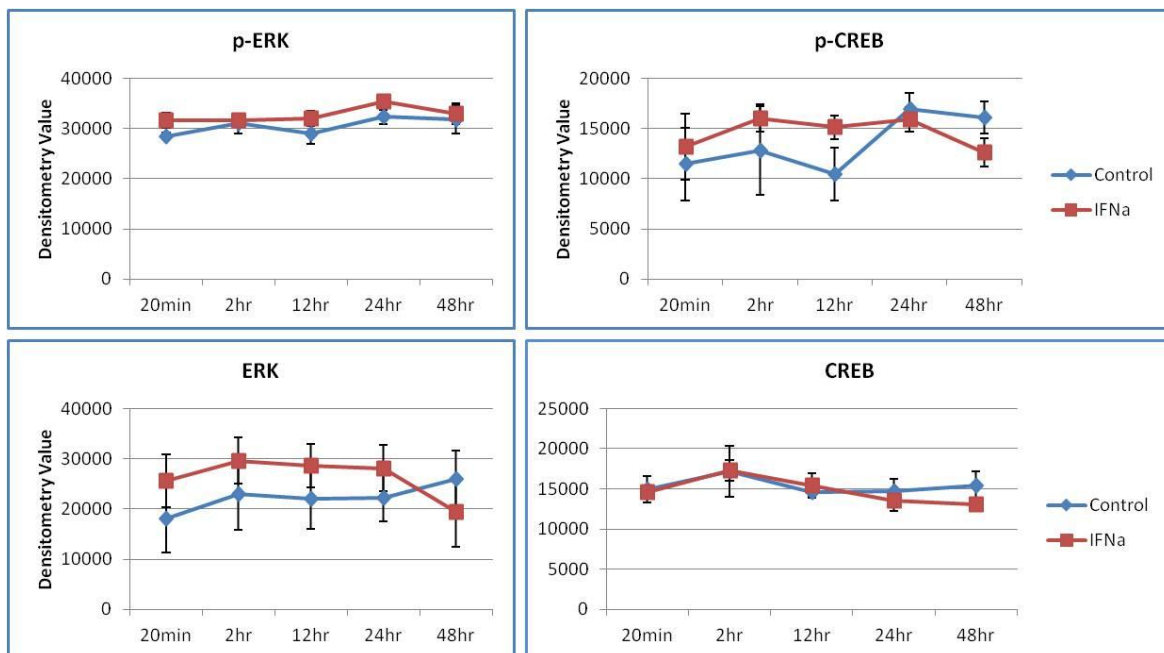 p-ERK
Densitometry Value
40000
30000
20000
10000
0
20min 2hr 12hr 24hr 48hr
p-CREB
Densitometry Value
20000
15000
10000
5000
0
20min 2hr 12hr 24hr 48hr
Control
IFNa
ERK
Densitometry Value
40000
30000
20000
10000
0
20min 2hr 12hr 24hr 48hr
CREB
25000
20000
15000
10000
5000
0
20min 2hr 12hr 24hr 48hr
Control
IFNa